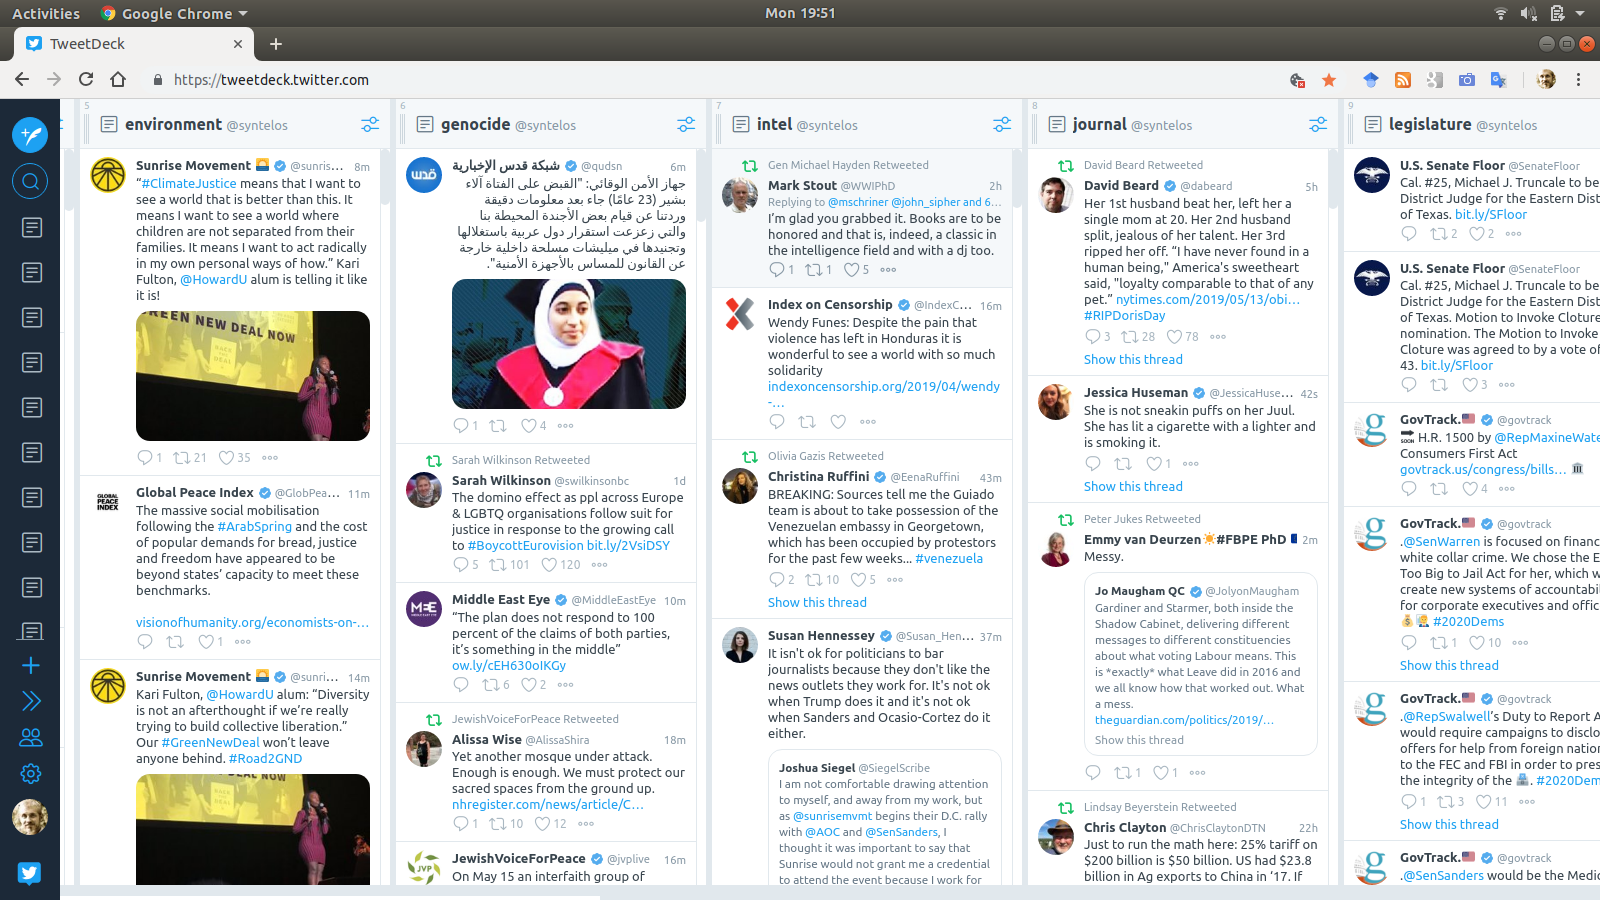 Activities
Google Chrome
Mon 19:51
TweetDeck
https://tweetdeck.twitter.com
5
environment @syntelos
Sunrise Movement @sunris... 8m
“#ClimateJustice means that I want to
see a world that is better than this. It
means I want to see a world where
children are not separated from their
families. It means I want to act radically
in my own personal ways of how.” Kari
Fulton, @HowardU alum is telling it like
it is!
GREEN NEW DEAL NOW
1 21 35
GLOBAL
PEACE
INDEX
Global Peace Index @GlobPea... 11m
The massive social mobilisation
following the #ArabSpring and the cost
of popular demands for bread, justice
and freedom have appeared to be
beyond states’ capacity to meet these
benchmarks.
visionofhumanity.org/economists-on-...
1
Sunrise Movement @sunri... 14m
Kari Fulton, @HowardU alum: “Diversity
is not an afterthought if we’re really
trying to build collective liberation.”
Our #GreenNewDeal won’t leave
anyone behind. #Road2GND
DEAL NOW
6
genocide @syntelos
شبكة قدس الإخبارية @qudsn 6m
جهاز الأمن الوقائي: "القبض على الفتاة آلاء
بشير (23 عامًا) جاء بعد معلومات دقيقة
وردتنا عن قيام بعض الأجندة المحيطة بنا
والتي زعزعت استقرار دول عربية باستغلالها
وتجنيدها في ميليشات مسلحة داخلية خارجة
عن القانون للمساس بالأجهزة الأمنية".
1 4
Sarah Wilkinson Retweeted
Sarah Wilkinson @swilkinsonbc 1d
The domino effect as ppl across Europe
& LGBTQ organisations follow suit for
justice in response to the growing call
to #BoycottEurovision bit.ly/2VsiDSY
5 101 120
MEE
Middle East Eye @MiddleEastEye 10m
“The plan does not respond to 100
percent of the claims of both parties,
it’s something in the middle”
ow.ly/cEH630oIKGy
6 2
JewishVoiceForPeace Retweeted
Alissa Wise @AlissaShira 18m
Yet another mosque under attack.
Enough is enough. We must protect our
sacred spaces from the ground up.
nhregister.com/news/article/C...
1 10 12
JVP
JewishVoiceForPeace @jvplive 16m
On May 15 an interfaith group of
7
intel @syntelos
Gen Michael Hayden Retweeted
Mark Stout @WWIPhD 2h
Replying to @mschriner @john_sipher and 6...
I’m glad you grabbed it. Books are to be
honored and that is, indeed, a classic in
the intelligence field and with a dj too.
1 1 5
Index on Censorship @IndexC... 16m
Wendy Funes: Despite the pain that
violence has left in Honduras it is
wonderful to see a world with so much
solidarity
indexoncensorship.org/2019/04/wendy
-...
Olivia Gazis Retweeted
Christina Ruffini @EenaRuffini 43m
BREAKING: Sources tell me the Guiado
team is about to take possession of the
Venezuelan embassy in Georgetown,
which has been occupied by protestors
for the past few weeks... #venezuela
2 10 5
Show this thread
Susan Hennessey @Susan_Hen... 37m
It isn't ok for politicians to bar
journalists because they don't like the
news outlets they work for. It's not ok
when Trump does it and it's not ok
when Sanders and Ocasio-Cortez do it
either.
Joshua Siegel @SiegelScribe
I am not comfortable drawing attention
to myself, and away from my work, but
as @sunrisemvmt begins their D.C. rally
with @AOC and @SenSanders, I
thought it was important to say that
Sunrise would not grant me a credential
to attend the event because I work for
8
journal @syntelos
David Beard Retweeted
David Beard @dabeard 5h
Her 1st husband beat her, left her a
single mom at 20. Her 2nd husband
split, jealous of her talent. Her 3rd
ripped her off. “I have never found in a
human being," America's sweetheart
said, "loyalty comparable to that of any
pet.” nytimes.com/2019/05/13/obi...
#RIPDorisDay
3 28 78
Show this thread
Jessica Huseman @JessicaHuse... 42s
She is not sneakin puffs on her Juul.
She has lit a cigarette with a lighter and
is smoking it.
1
Show this thread
Peter Jukes Retweeted
Emmy van Deurzen #FBPE PhD 2m
Messy.
Jo Maugham QC @JolyonMaugham
Gardiner and Starmer, both inside the
Shadow Cabinet, delivering different
messages to different constituencies
about what voting Labour means. This
is *exactly* what Leave did in 2016 and
we all know how that worked out. What
a mess.
theguardian.com/politics/2019/...
Show this thread
1 1
Lindsay Beyerstein Retweeted
Chris Clayton @ChrisClaytonDTN 22h
Just to run the math here: 25% tariff on
$200 billion is $50 billion. US had $23.8
billion in Ag exports to China in ‘17. If
9
legislature @syntelos
U.S. Senate Floor @SenateFloor
Cal. #25, Michael J. Truncale to be
District Judge for the Eastern Dist
of Texas. bit.ly/SFloor
2 2
U.S. Senate Floor @SenateFloor
Cal. #25, Michael J. Truncale to be
District Judge for the Eastern Dist
of Texas. Motion to Invoke Cloture
nomination. The Motion to Invoke
Cloture was agreed to by a vote of
43. bit.ly/SFloor
3
GovTrack. @govtrack
SOON H.R. 1500 by @RepMaxineWate
Consumers First Act
govtrack.us/congress/bills...
4
GovTrack. @govtrack
.@SenWarren is focused on financ
white collar crime. We chose the E
Too Big to Jail Act for her, which w
create new systems of accountabil
for corporate executives and offic
#2020Dems
1 10
Show this thread
GovTrack. @govtrack
.@RepSwalwell’s Duty to Report A
would require campaigns to disclo
offers for help from foreign nation
to the FEC and FBI in order to pres
the integrity of the . #2020Dem
1 3 11
Show this thread
GovTrack. @govtrack
.@SenSanders would be the Medic